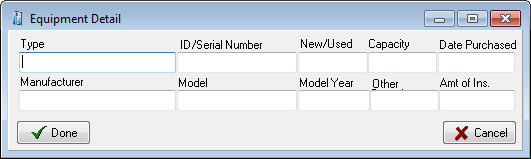 Equipment Detail
Type ID/Serial Number New/Used Capacity Date Purchased
Manufacturer Model Model Year Other Amt of Ins.
Done Cancel